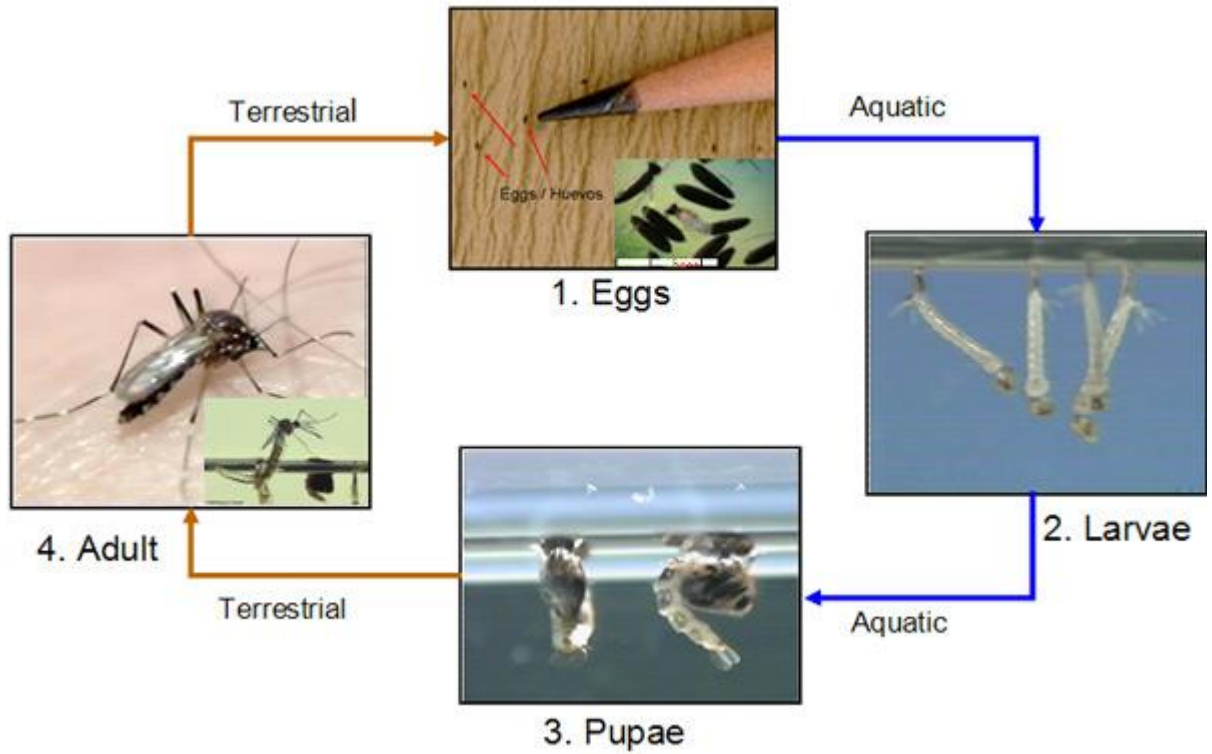 Terrestrial
Aquatic
Eggs / Huevos
1. Eggs
4. Adult
2. Larvae
Terrestrial
Aquatic
3. Pupae